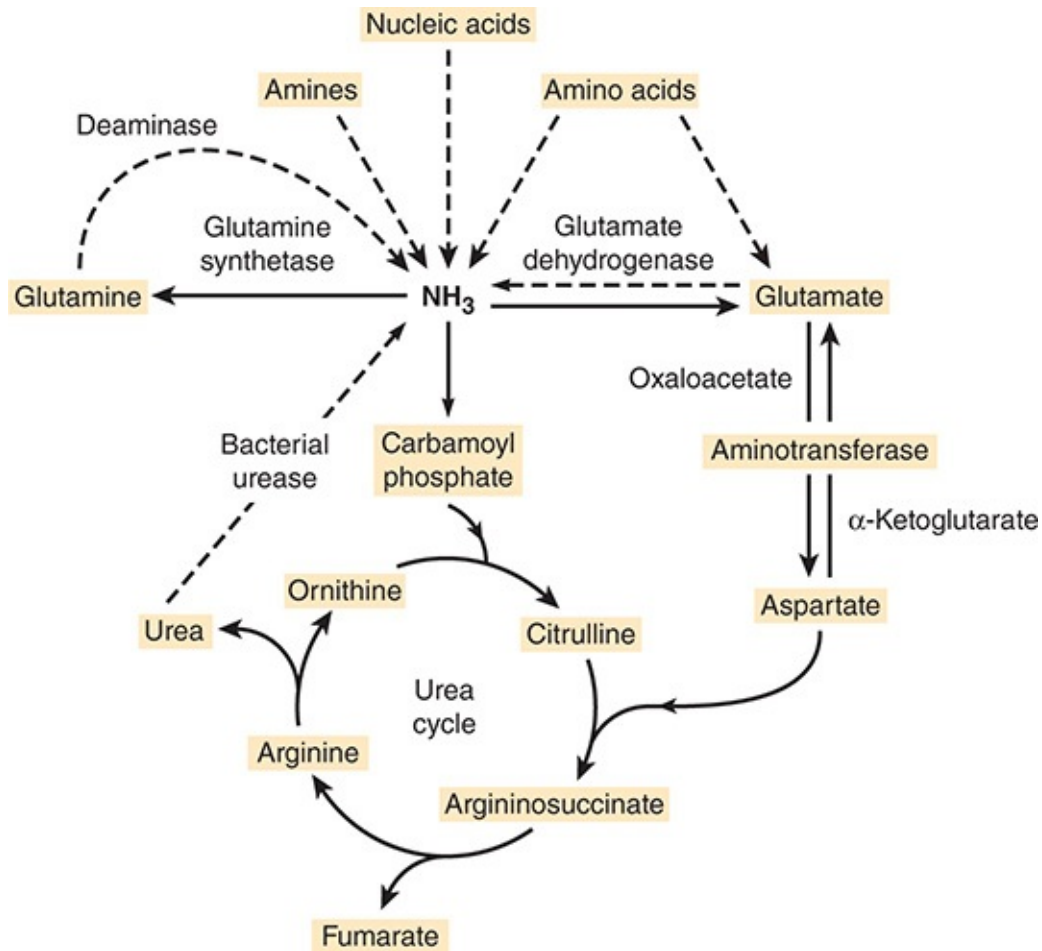 Nucleic acids
Amines
Amino acids
Deaminase
Glutamine
synthetase
Glutamate
dehydrogenase
Glutamine
NH3
Glutamate
Oxaloacetate
Bacterial
urease
Carbamoyl
phosphate
Aminotransferase
α-Ketoglutarate
Ornithine
Urea
Citrulline
Aspartate
Urea
cycle
Arginine
Argininosuccinate
Fumarate